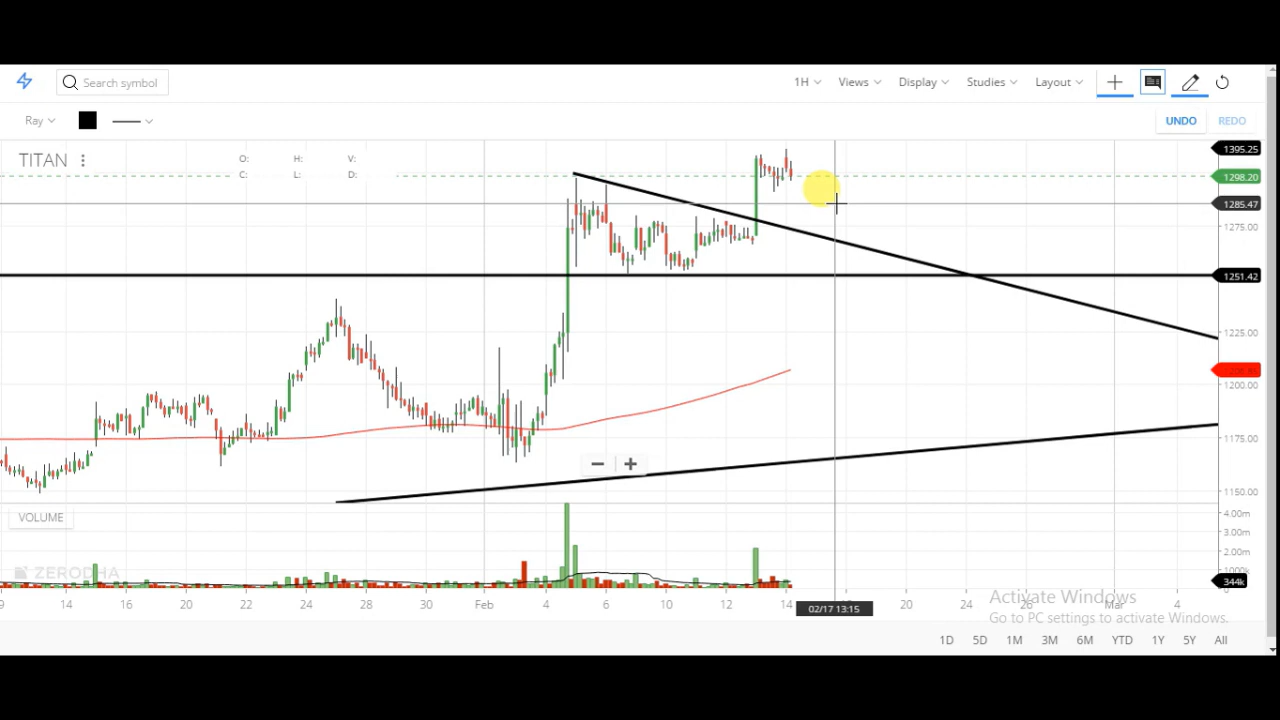 Search symbol
1H Views Display Studies Layout
Ray UNDO REDO
TITAN O: H: V:
C: L: D:
1395.25
1298.20
1285.47
1275.00
1251.42
1225.00
1200.00
1175.00
1150.00
VOLUME
4.00m
3.00m
2.00m
1000k
ZERODHA
344k
0
14 16 20 22 24 28 30 Feb 4 6 10 12 14 20 24 26 Mar 4
02/17 13:15
Activate Windows
Go to PC settings to activate Windows.
1D 5D 1M 3M 6M YTD 1Y 5Y All